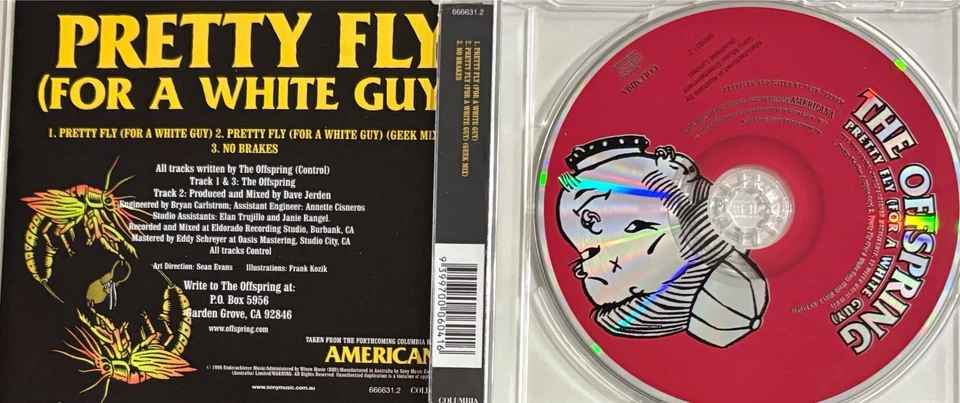 PRETTY FLY
(FOR A WHITE GUY
1. PRETTY FLY (FOR A WHITE GUY) 2. PRETTY FLY (FOR A WHITE GUY) (GEEK MIX
3. NO BRAKES
All tracks written by The Offspring (Control)
Track 1 & 3: The Offspring
Track 2: Produced and Mixed by Dave Jerden
Engineered by Bryan Carlstrom; Assistant Engineer: Annette Cisneros
Studio Assistants: Elan Trujillo and Janie Rangel.
Recorded and Mixed at Eldorado Recording Studio, Burbank, CA
Mastered by Eddy Schreyer at Oasis Mastering, Studio City, CA
All tracks Control
Art Direction: Sean Evans Illustrations: Frank Kozik
Write to The Offspring at:
P.O. Box 5956
Garden Grove, CA 92846
www.offspring.com
TAKEN FROM THE FORTHCOMING COLUMBIA
AMERICAN
www.sonymusic.com.au
666631.2
666631.2
1. PRETTY FLY (FOR A WHITE GUY)
2. PRETTY FLY (FOR A WHITE GUY) (GEEK MIX)
3. NO BRAKES
9399700060416
COLUMBIA
THE OFFSPRING
PRETTY FLY (FOR A WHITE GUY)
COLUMBIA
666631.2
AMERICANA